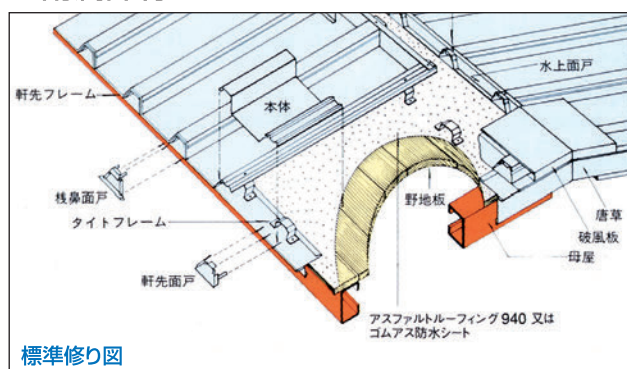 水上面戸
軒先フレーム
本体
桟鼻面戸
野地板
唐草
タイトフレーム
破風板
母屋
軒先面戸
アスファルトルーフィング940 又は
ゴムアス防水シート
標準修り図